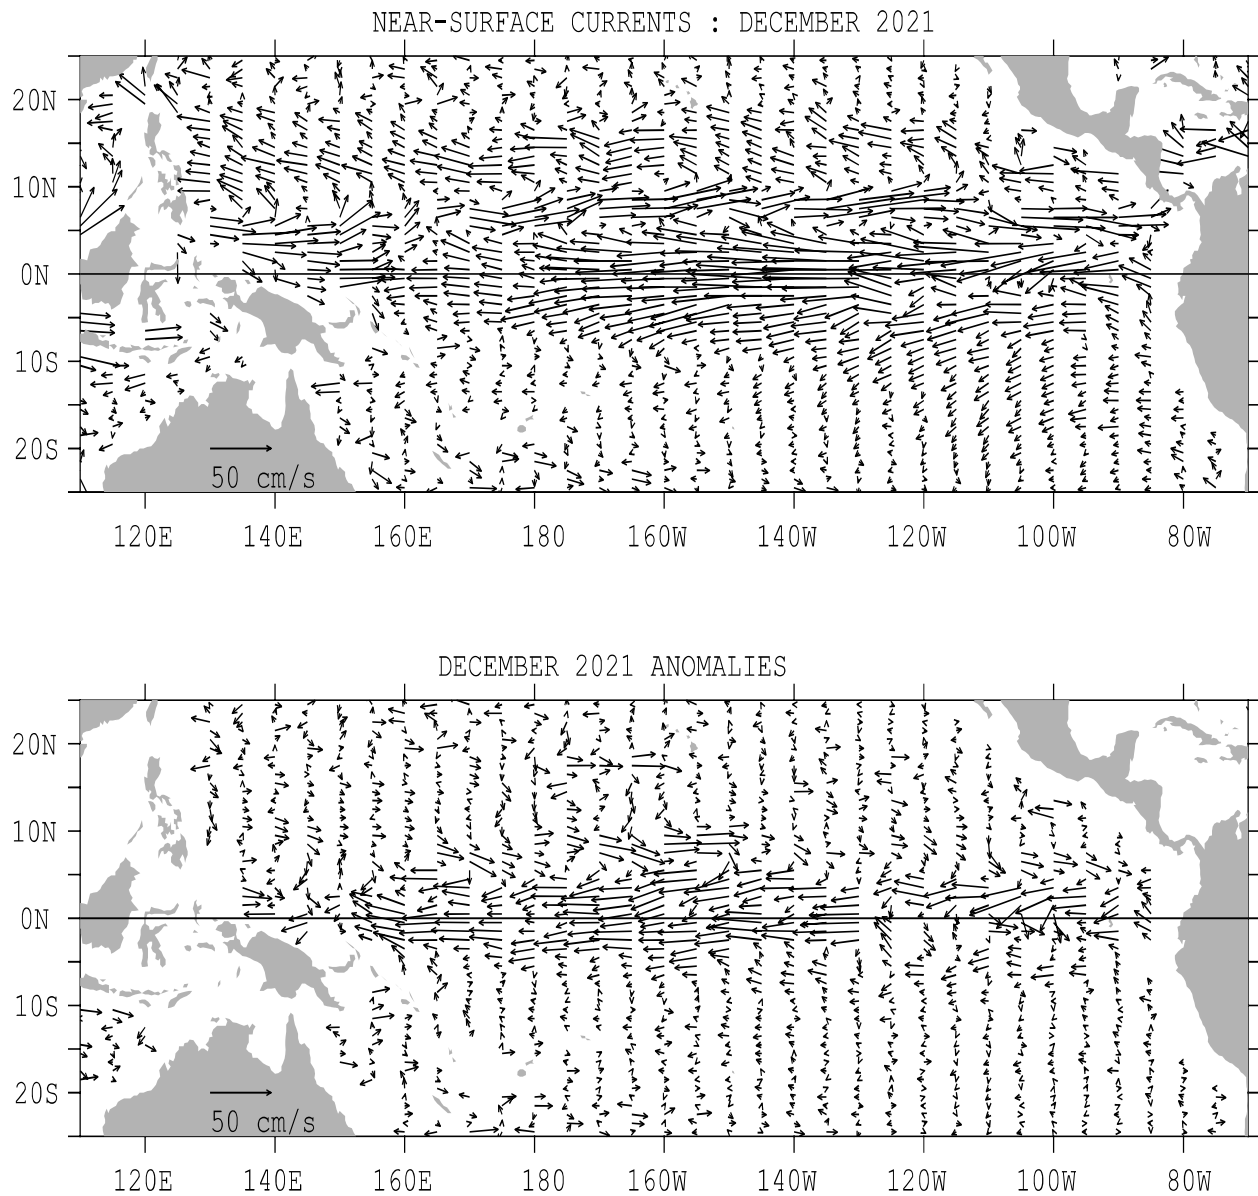 NEAR-SURFACE CURRENTS : DECEMBER 2021
20N
10N
0N
10S
20S
50 cm/s
120E 140E 160E 180 160W 140W 120W 100W 80W
DECEMBER 2021 ANOMALIES
20N
10N
0N
10S
20S
50 cm/s
120E 140E 160E 180 160W 140W 120W 100W 80W